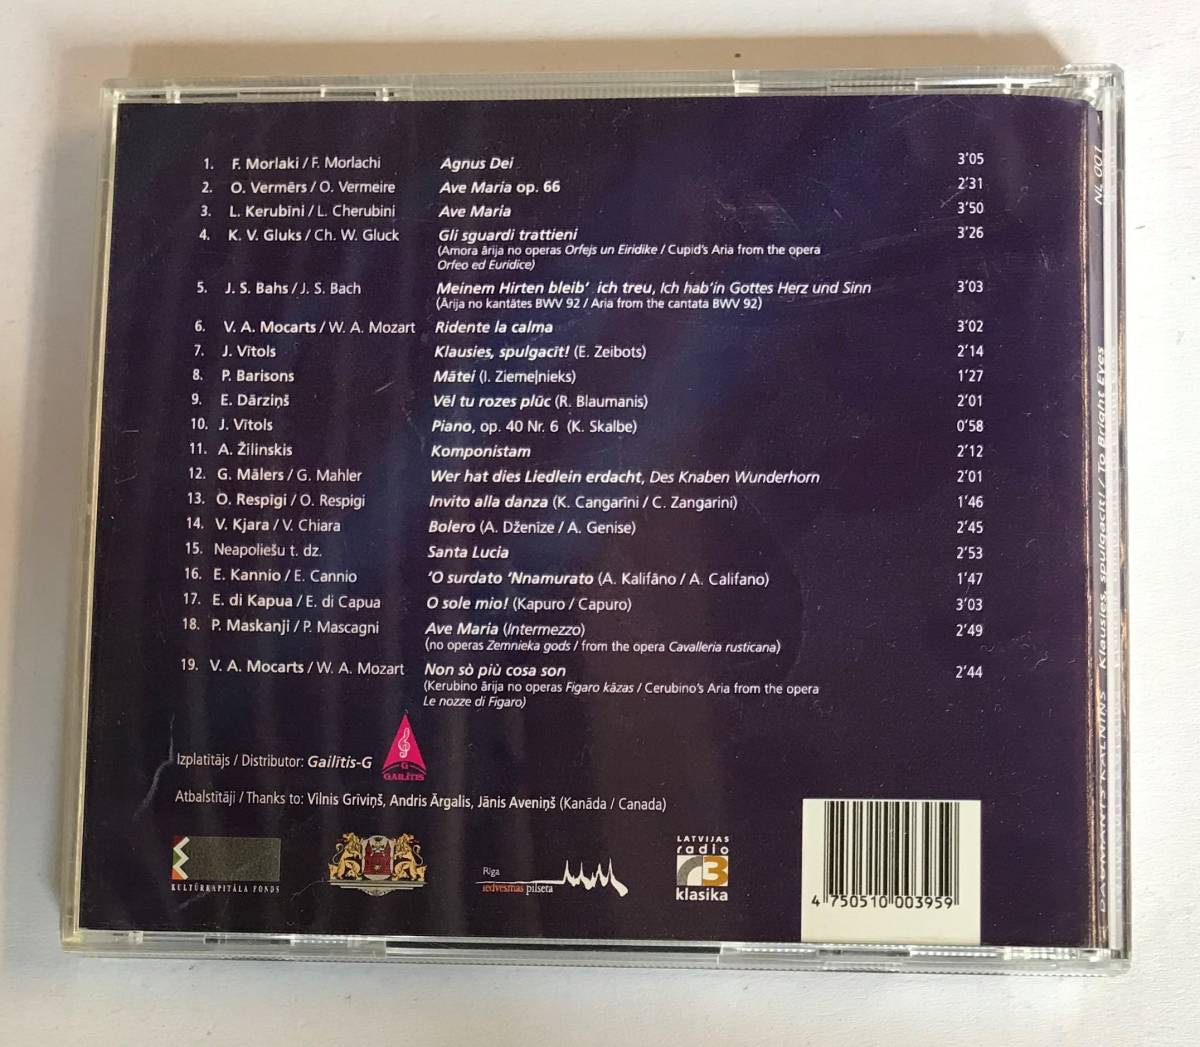 1. F. Morlaki / F. Morlachi Agnus Dei 3'05
2. O. Vermērs / O. Vermeire Ave Maria op. 66 2'31
3. L. Kerubīni / L. Cherubini Ave Maria 3'50
4. K. V. Gluks / Ch. W. Gluck Gli sguardi trattieni 3'26
(Amora ārija no operas Orfejs un Eiridike / Cupid's Aria from the opera
Orfeo ed Euridice)
5. J. S. Bahs / J. S. Bach Meinem Hirten bleib' ich treu, Ich hab'in Gottes Herz und Sinn 3'03
(Ārija no kantātes BWV 92 / Aria from the cantata BWV 92)
6. V. A. Mocarts / W. A. Mozart Ridente la calma 3'02
7. J. Vītols Klausies, spulgacīt! (E. Zeibots) 2'14
8. P. Barisons Mātei (I. Ziemeļnieks) 1'27
9. E. Dārziņš Vēl tu rozes plūc (R. Blaumanis) 2'01
10. J. Vītols Piano, op. 40 Nr. 6 (K. Skalbe) 0'58
11. A. Žilinskis Komponistam 2'12
12. G. Mālers / G. Mahler Wer hat dies Liedlein erdacht, Des Knaben Wunderhorn 2'01
13. O. Respīgi / O. Respigi Invito alla danza (K. Cangarīni / C. Zangarini) 1'46
14. V. Kjara / V. Chiara Bolero (A. Dženize / A. Genise) 2'45
15. Neapoliešu t. dz. Santa Lucia 2'53
16. E. Kannio / E. Cannio 'O surdato 'Nnamurato (A. Kalifāno / A. Califano) 1'47
17. E. di Kapua / E. di Capua O sole mio! (Kapuro / Capuro) 3'03
18. P. Maskanji / P. Mascagni Ave Maria (Intermezzo) 2'49
(no operas Zemnieka gods / from the opera Cavalleria rusticana)
19. V. A. Mocarts / W. A. Mozart Non sò più cosa son 2'44
(Kerubino ārija no operas Figaro kāzas / Cerubino's Aria from the opera
Le nozze di Figaro)
Izplatītājs / Distributor: Gailītis-G
G
GAILĪTIS
Atbalstītāji / Thanks to: Vilnis Grīviņš, Andris Ārgalis, Jānis Aveniņš (Kanāda / Canada)
KULTŪRKAPITĀLA FONDS
Rīga
iedvesmas pilsēta
LATVIJAS
radio
3
klasika
4 750510 003959
DAUMANTS KALNIŅŠ Klausies, spulgacīt! / To Bright Eyes NL 001